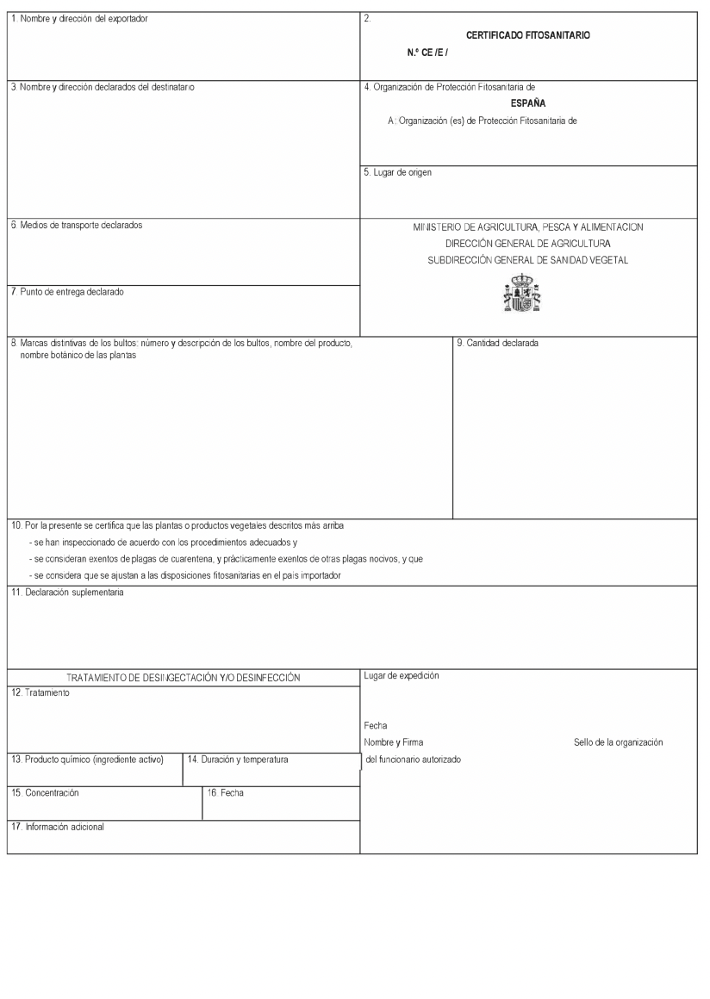 1. Nombre y dirección del exportador
2.
CERTIFICADO FITOSANITARIO
N.º CE /E /
3. Nombre y dirección declarados del destinatario
4. Organización de Protección Fitosanitaria de
ESPAÑA
A: Organización (es) de Protección Fitosanitaria de
5. Lugar de origen
6. Medios de transporte declarados
MINISTERIO DE AGRICULTURA, PESCA Y ALIMENTACION
DIRECCIÓN GENERAL DE AGRICULTURA
SUBDIRECCIÓN GENERAL DE SANIDAD VEGETAL
7. Punto de entrega declarado
8. Marcas distintivas de los bultos: número y descripción de los bultos, nombre del producto,
nombre botánico de las plantas
9. Cantidad declarada
10. Por la presente se certifica que las plantas o productos vegetales descritos más arriba
- se han inspeccionado de acuerdo con los procedimientos adecuados y
- se consideran exentos de plagas de cuarentena, y prácticamente exentos de otras plagas nocivos, y que
- se considera que se ajustan a las disposiciones fitosanitarias en el país importador
11. Declaración suplementaria
TRATAMIENTO DE DESINGECTACIÓN Y/O DESINFECCIÓN
12. Tratamiento
Lugar de expedición
Fecha
Nombre y Firma
Sello de la organización
del funcionario autorizado
13. Producto químico (ingrediente activo)
14. Duración y temperatura
15. Concentración
16. Fecha
17. Información adicional